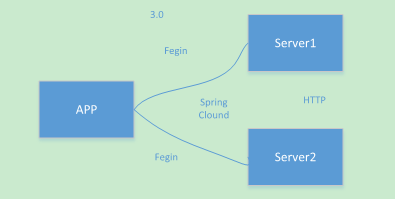 3.0
Server1
Fegin
APP
Spring
Clound
HTTP
Fegin
Server2